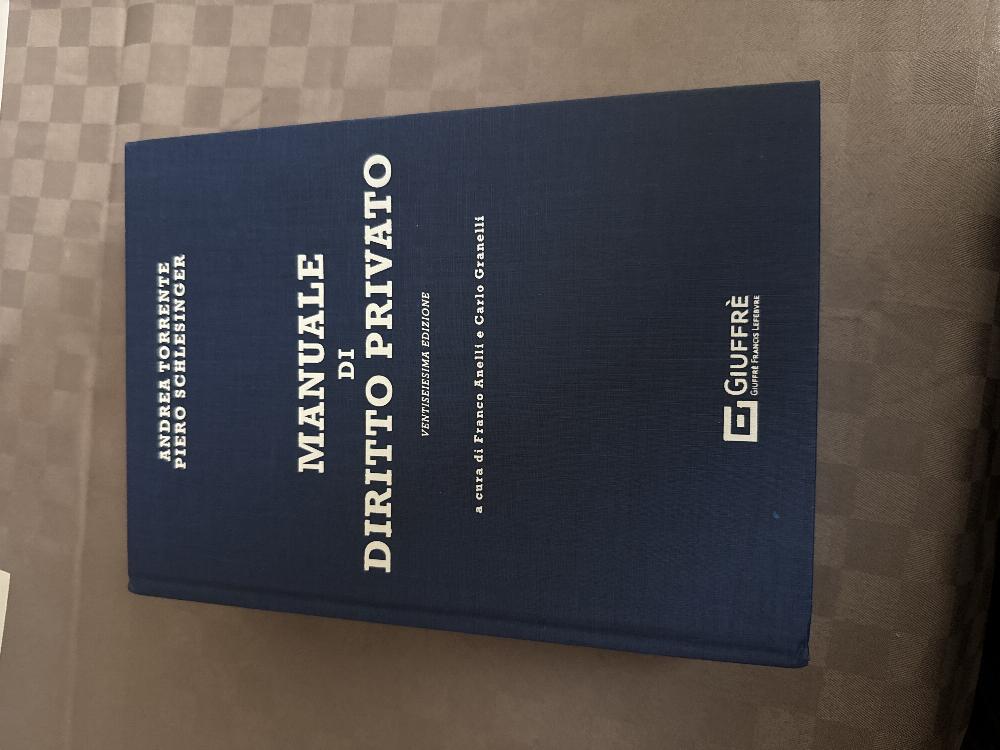 ANDREA TORRENTE
PIERO SCHLESINGER
MANUALE
DI
DIRITTO PRIVATO
VENTISEIESIMA EDIZIONE
a cura di Franco Anelli e Carlo Granelli
GIUFFRÈ
GIUFFRÈ FRANCIS LEFEBVRE